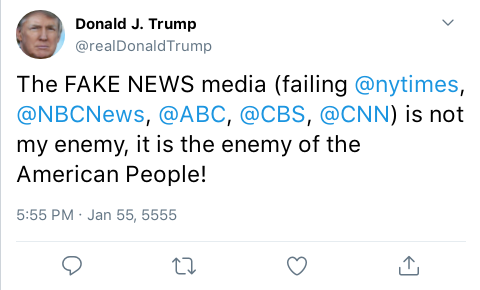 Donald J. Trump
@realDonaldTrump
The FAKE NEWS media (failing @nytimes,
@NBCNews, @ABC, @CBS, @CNN) is not
my enemy, it is the enemy of the
American People!
5:55 PM · Jan 55, 5555